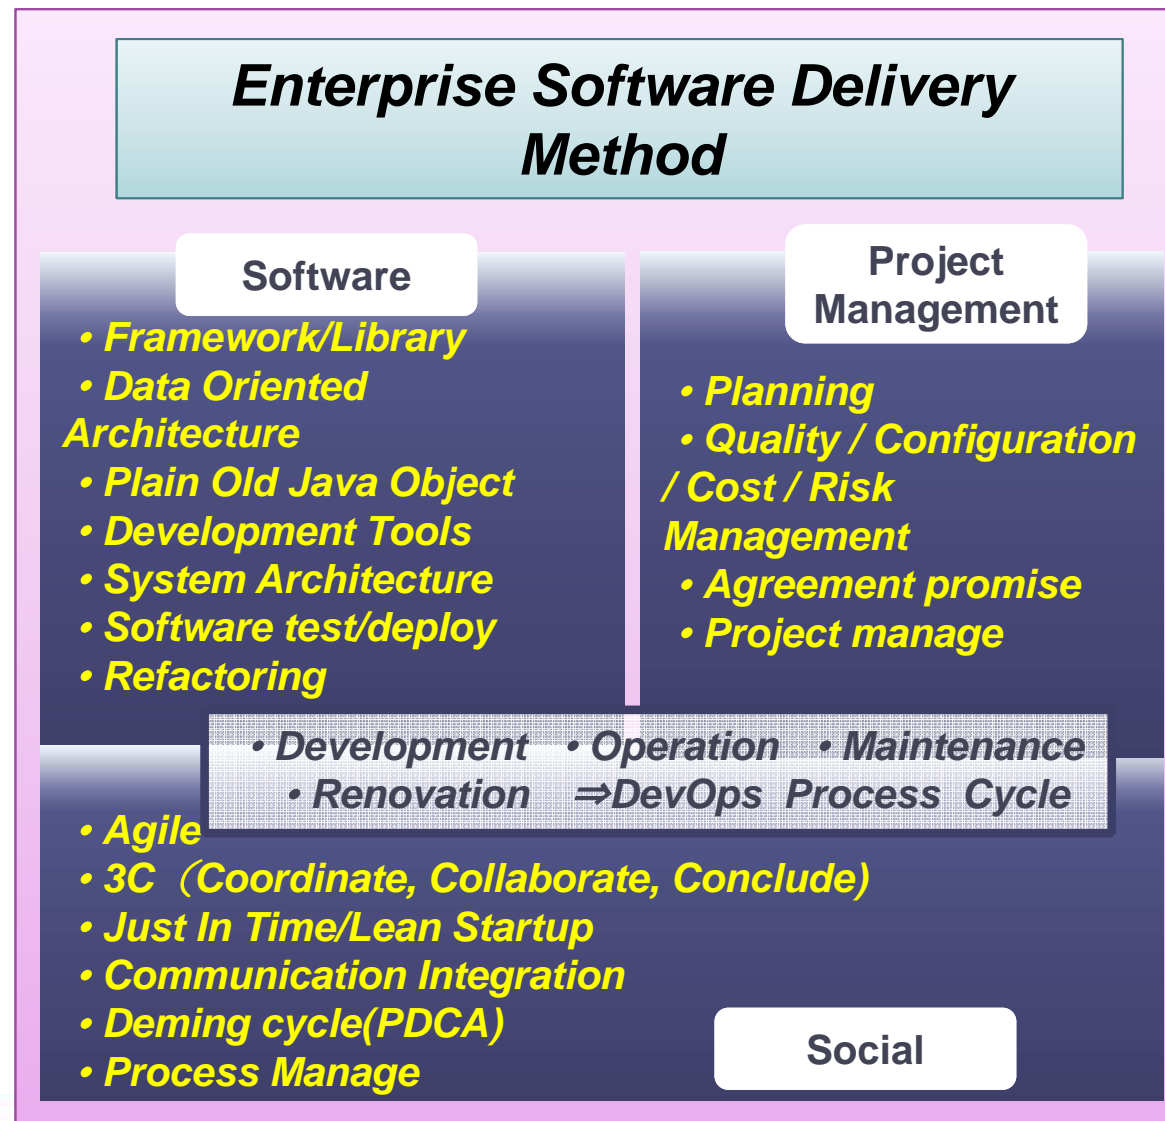 Enterprise Software Delivery
Method
Software
• Framework/Library
• Data Oriented
Architecture
• Plain Old Java Object
• Development Tools
• System Architecture
• Software test/deploy
• Refactoring
Project
Management
• Planning
• Quality / Configuration
/ Cost / Risk
Management
• Agreement promise
• Project manage
• Development • Operation • Maintenance
• Renovation ⇒DevOps Process Cycle
• Agile
• 3C（Coordinate, Collaborate, Conclude)
• Just In Time/Lean Startup
• Communication Integration
• Deming cycle(PDCA)
• Process Manage
Social